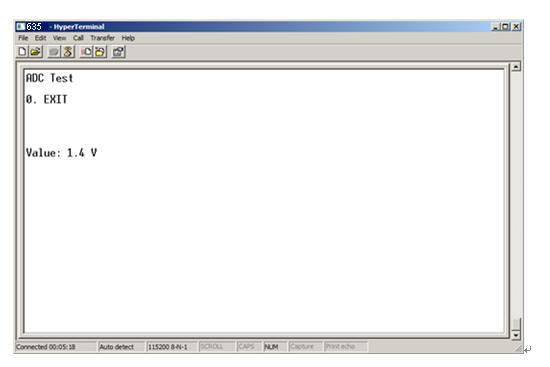 635 - HyperTerminal
File Edit View Call Transfer Help
ADC Test
0. EXIT
Value: 1.4 V
Connected 00:05:18 Auto detect 115200 8-N-1 SCROLL CAPS NUM Capture Print echo